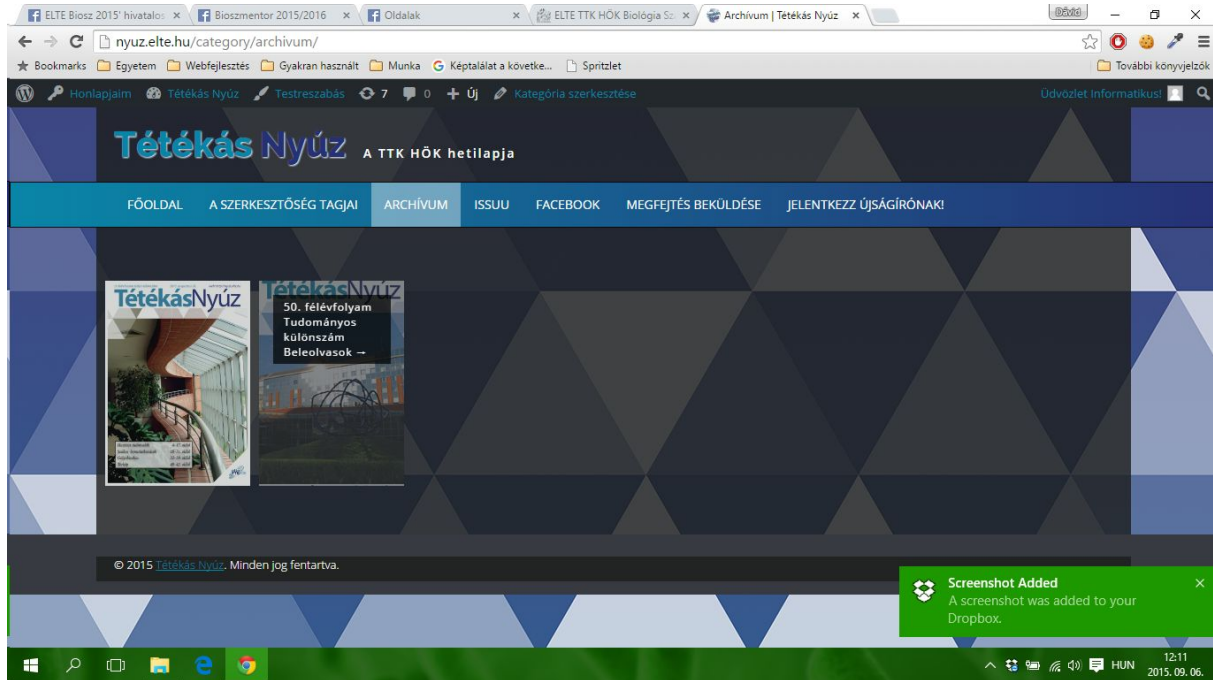 ELTE Biosz 2015' hivatalos
Bioszmentor 2015/2016
Oldalak
ELTE TTK HÖK Biológia Sz
Archívum | Tétékás Nyúz
Dávid
nyuz.elte.hu/category/archivum/
Bookmarks Egyetem Webfejlesztés Gyakran használt Munka Képtalálat a követke... Spritzlet További könyvjelzők
Honlapjaim Tétékás Nyúz Testreszabás 7 0 + Új Kategória szerkesztése Üdvözlet Informatikus!
Tétékás Nyúz A TTK HÖK hetilapja
FŐOLDAL A SZERKESZTŐSÉG TAGJAI ARCHÍVUM ISSUU FACEBOOK MEGFEJTÉS BEKÜLDÉSE JELENTKEZZ ÚJSÁGÍRÓNAK!
TétékásNyúz
TétékásNyúz
50. félévfolyam
Tudományos
különszám
Beleolvasok →
© 2015 Tétékás Nyúz. Minden jog fentartva.
Screenshot Added
A screenshot was added to your
Dropbox.
HUN
12:11
2015. 09. 06.